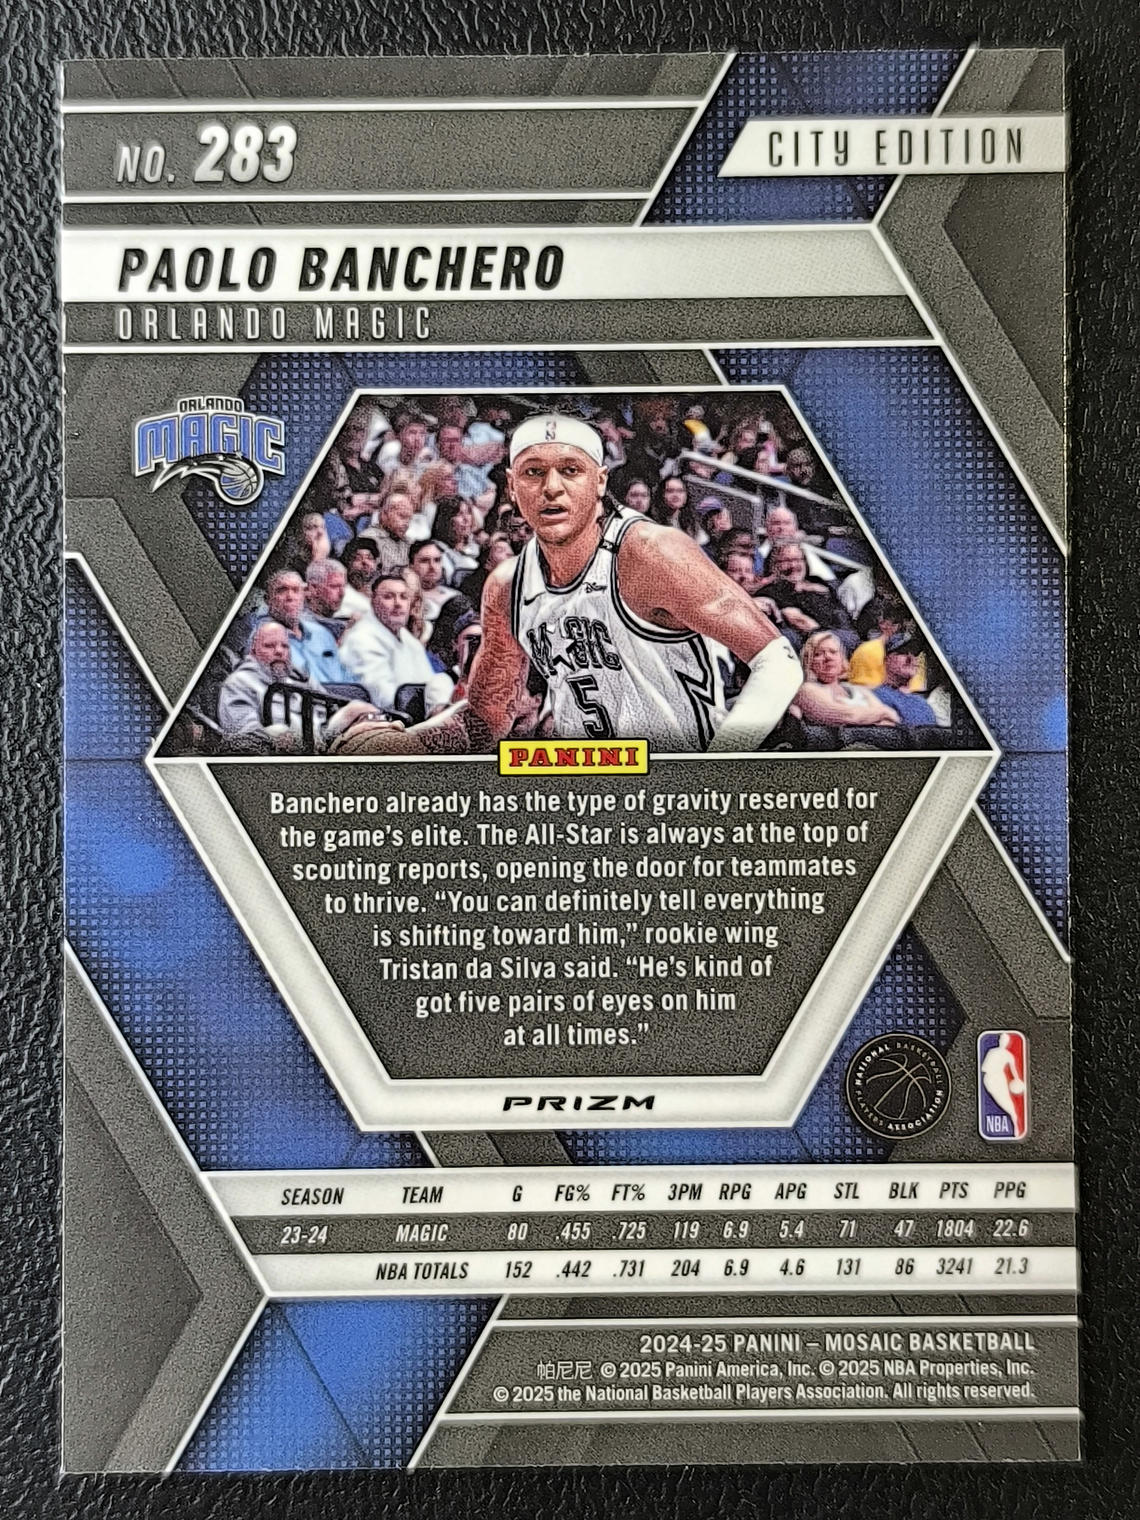 NO. 283
CITY EDITION
PAOLO BANCHERO
ORLANDO MAGIC
ORLANDO
MAGIC
MAGIC
5
PANINI
Banchero already has the type of gravity reserved for
the game's elite. The All-Star is always at the top of
scouting reports, opening the door for teammates
to thrive. “You can definitely tell everything
is shifting toward him,” rookie wing
Tristan da Silva said. “He's kind of
got five pairs of eyes on him
at all times.”
PRIZM
NATIONAL BASKETBALL
PLAYERS ASSOCIATION
NBA
SEASON TEAM G FG% FT% 3PM RPG APG STL BLK PTS PPG
23-24 MAGIC 80 .455 .725 119 6.9 5.4 71 47 1804 22.6
NBA TOTALS 152 .442 .731 204 6.9 4.6 131 86 3241 21.3
2024-25 PANINI – MOSAIC BASKETBALL
帕尼尼 © 2025 Panini America, Inc. © 2025 NBA Properties, Inc.
© 2025 the National Basketball Players Association. All rights reserved.